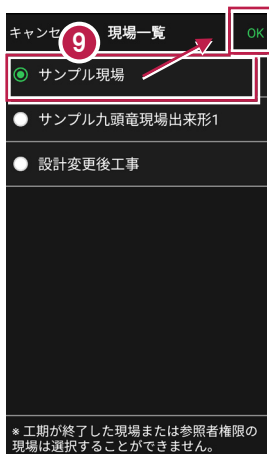 キャンセ 9 現場一覧 OK
サンプル現場
サンプル九頭竜現場出来形1
設計変更後工事
※工期が終了した現場または参照者権限の
現場は選択することができません。